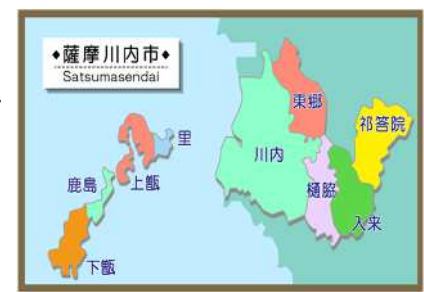 ◆薩摩川内市◆
Satsumasendai
東郷
祁答院
川内
里
樋脇
鹿島
上甑
入来
下甑